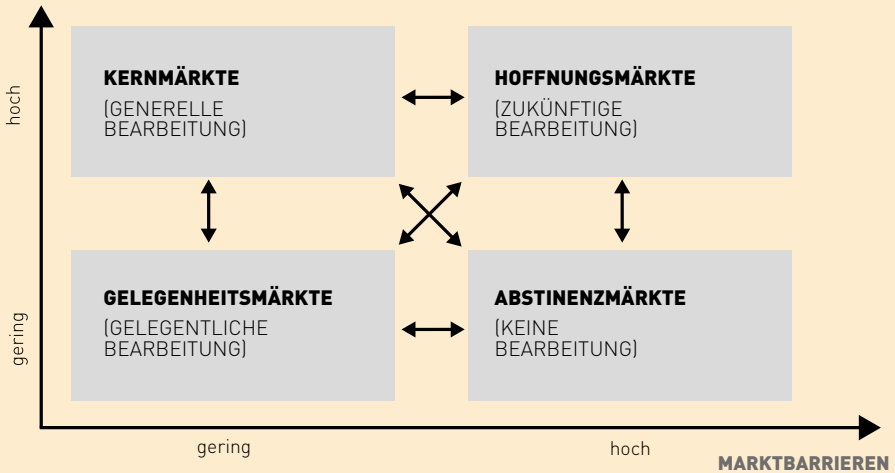 hoch
KERNMÄRKTE
(GENERELLE
BEARBEITUNG)
HOFFNUNGSMÄRKTE
(ZUKÜNFTIGE
BEARBEITUNG)
gering
GELEGENHEITSMÄRKTE
(GELEGENTLICHE
BEARBEITUNG)
ABSTINENZMÄRKTE
(KEINE
BEARBEITUNG)
gering
hoch
MARKTBARRIEREN